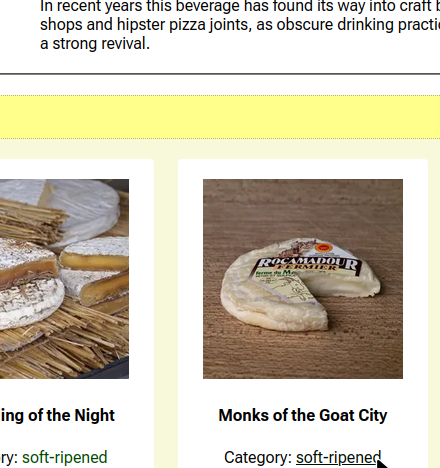 In recent years this beverage has found its way into craft
shops and hipster pizza joints, as obscure drinking
a strong revival.
ROCAMADOUR
FERMIER
ferme du
ing of the Night
Monks of the Goat City
ry: soft-ripened
Category: soft-ripened